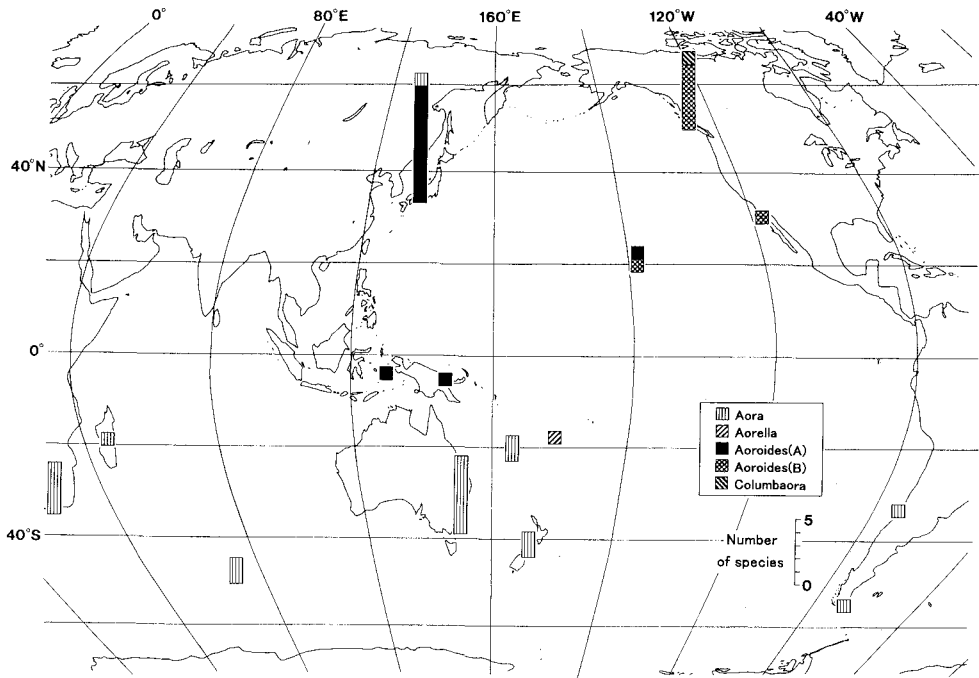 0° 80°E 160°E 120°W 40°W
40°N
0°
Aora
Aorella
Aoroides(A)
Aoroides(B)
Columbaora
40°S
5
Number
of species
0